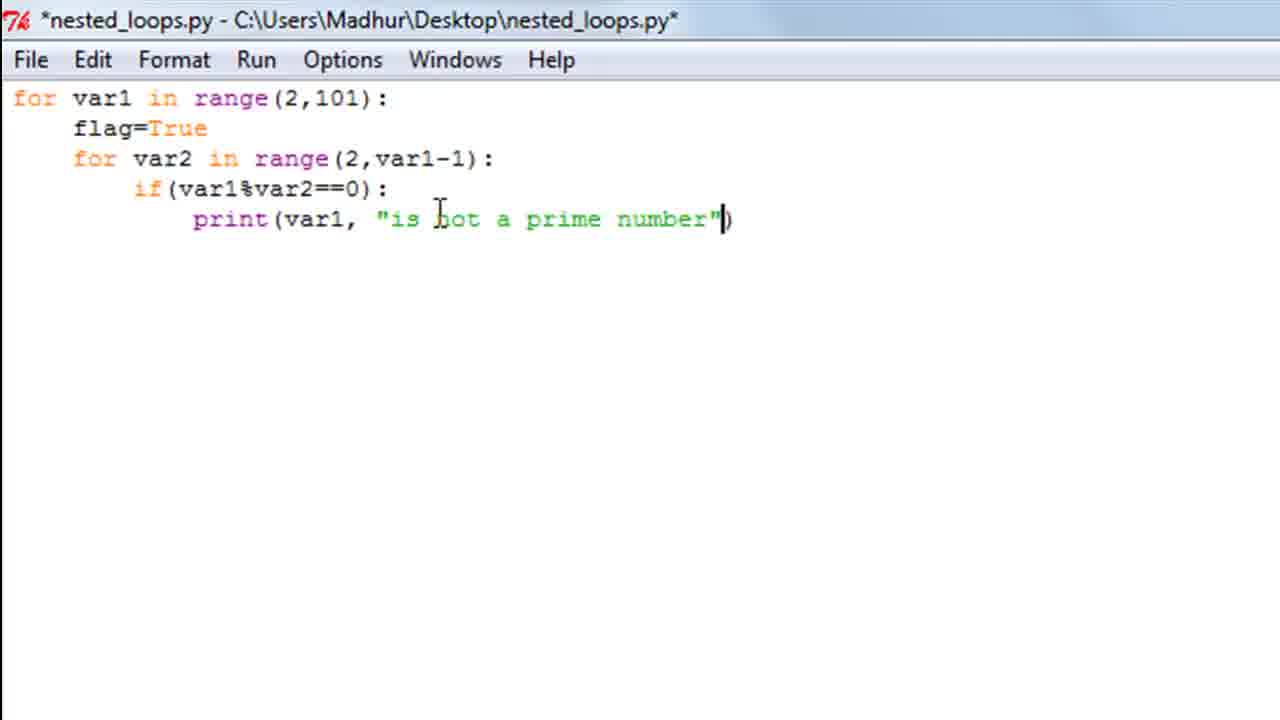 *nested_loops.py - C:\Users\Madhur\Desktop\nested_loops.py*
File Edit Format Run Options Windows Help
for var1 in range(2,101):
    flag=True
    for var2 in range(2,var1-1):
        if(var1%var2==0):
            print(var1, "is not a prime number")